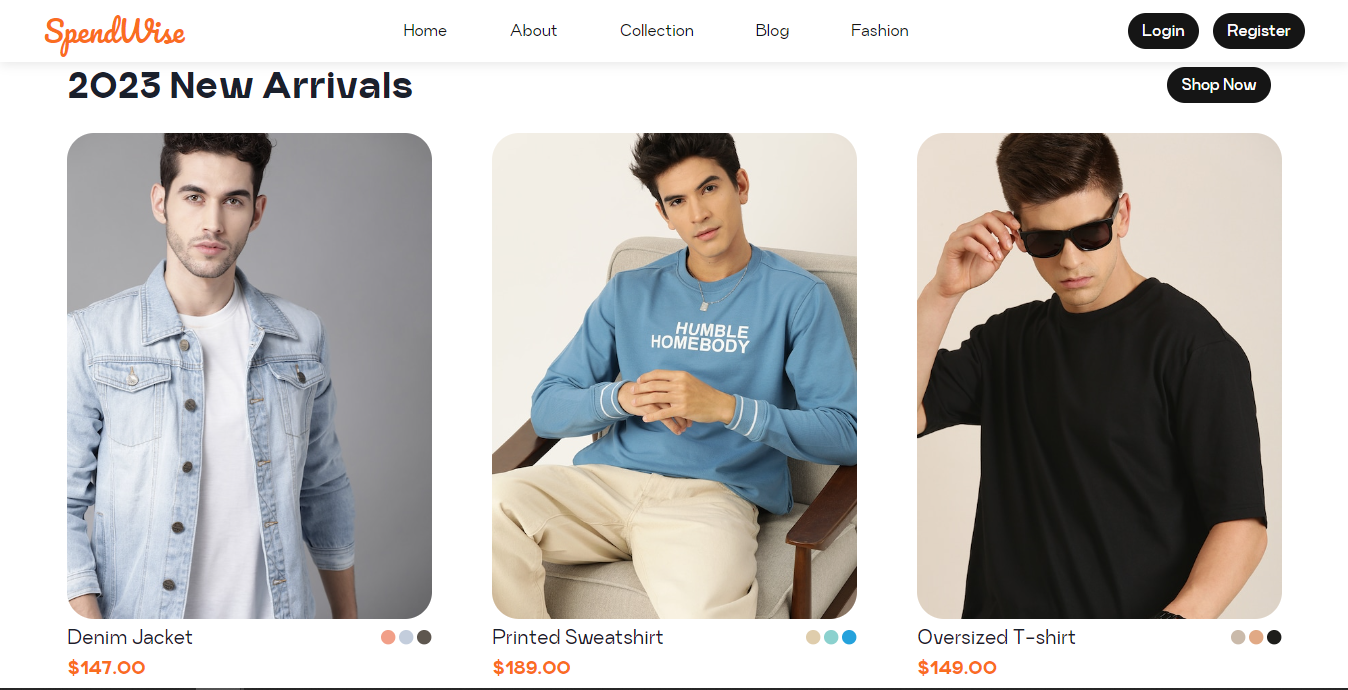 SpendWise Home About Collection Blog Fashion Login Register
2023 New Arrivals Shop Now
HUMBLE
HOMEBODY
Denim Jacket Printed Sweatshirt Oversized T-shirt
$147.00 $189.00 $149.00